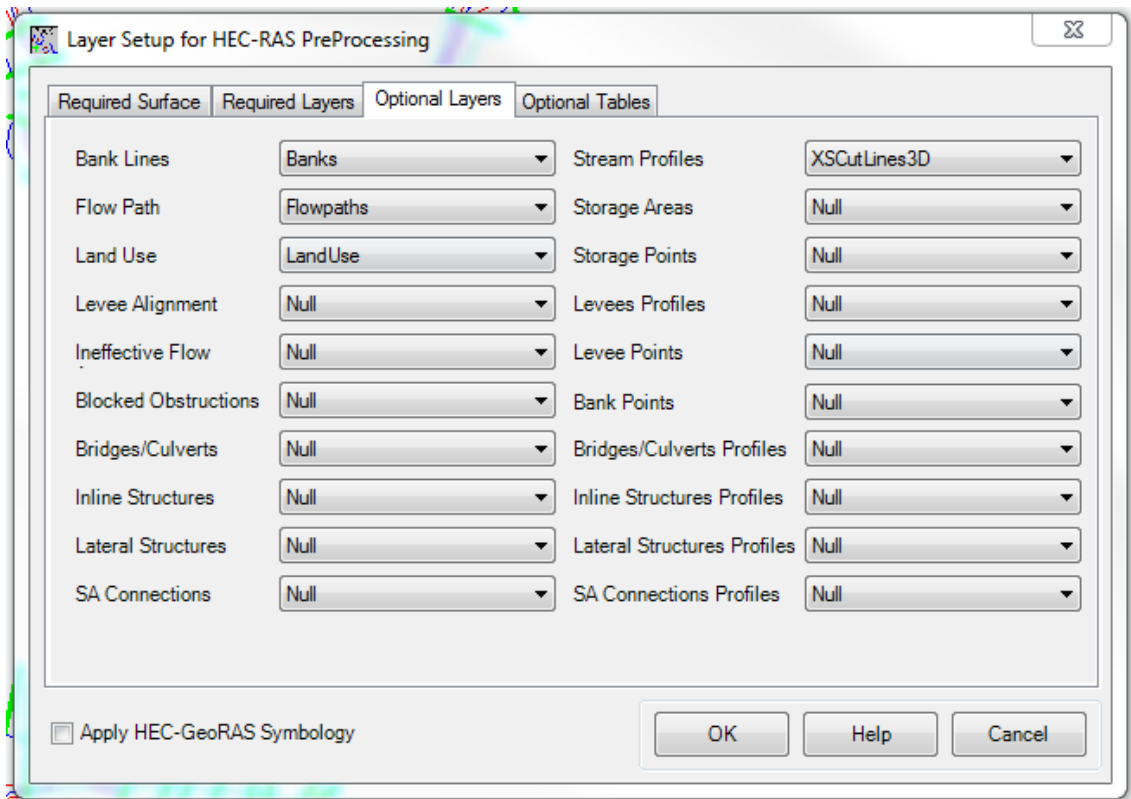 Layer Setup for HEC-RAS PreProcessing
Required Surface Required Layers Optional Layers Optional Tables
Bank Lines Banks Stream Profiles XSCutLines3D
Flow Path Flowpaths Storage Areas Null
Land Use LandUse Storage Points Null
Levee Alignment Null Levees Profiles Null
Ineffective Flow Null Levee Points Null
Blocked Obstructions Null Bank Points Null
Bridges/Culverts Null Bridges/Culverts Profiles Null
Inline Structures Null Inline Structures Profiles Null
Lateral Structures Null Lateral Structures Profiles Null
SA Connections Null SA Connections Profiles Null
Apply HEC-GeoRAS Symbology OK Help Cancel